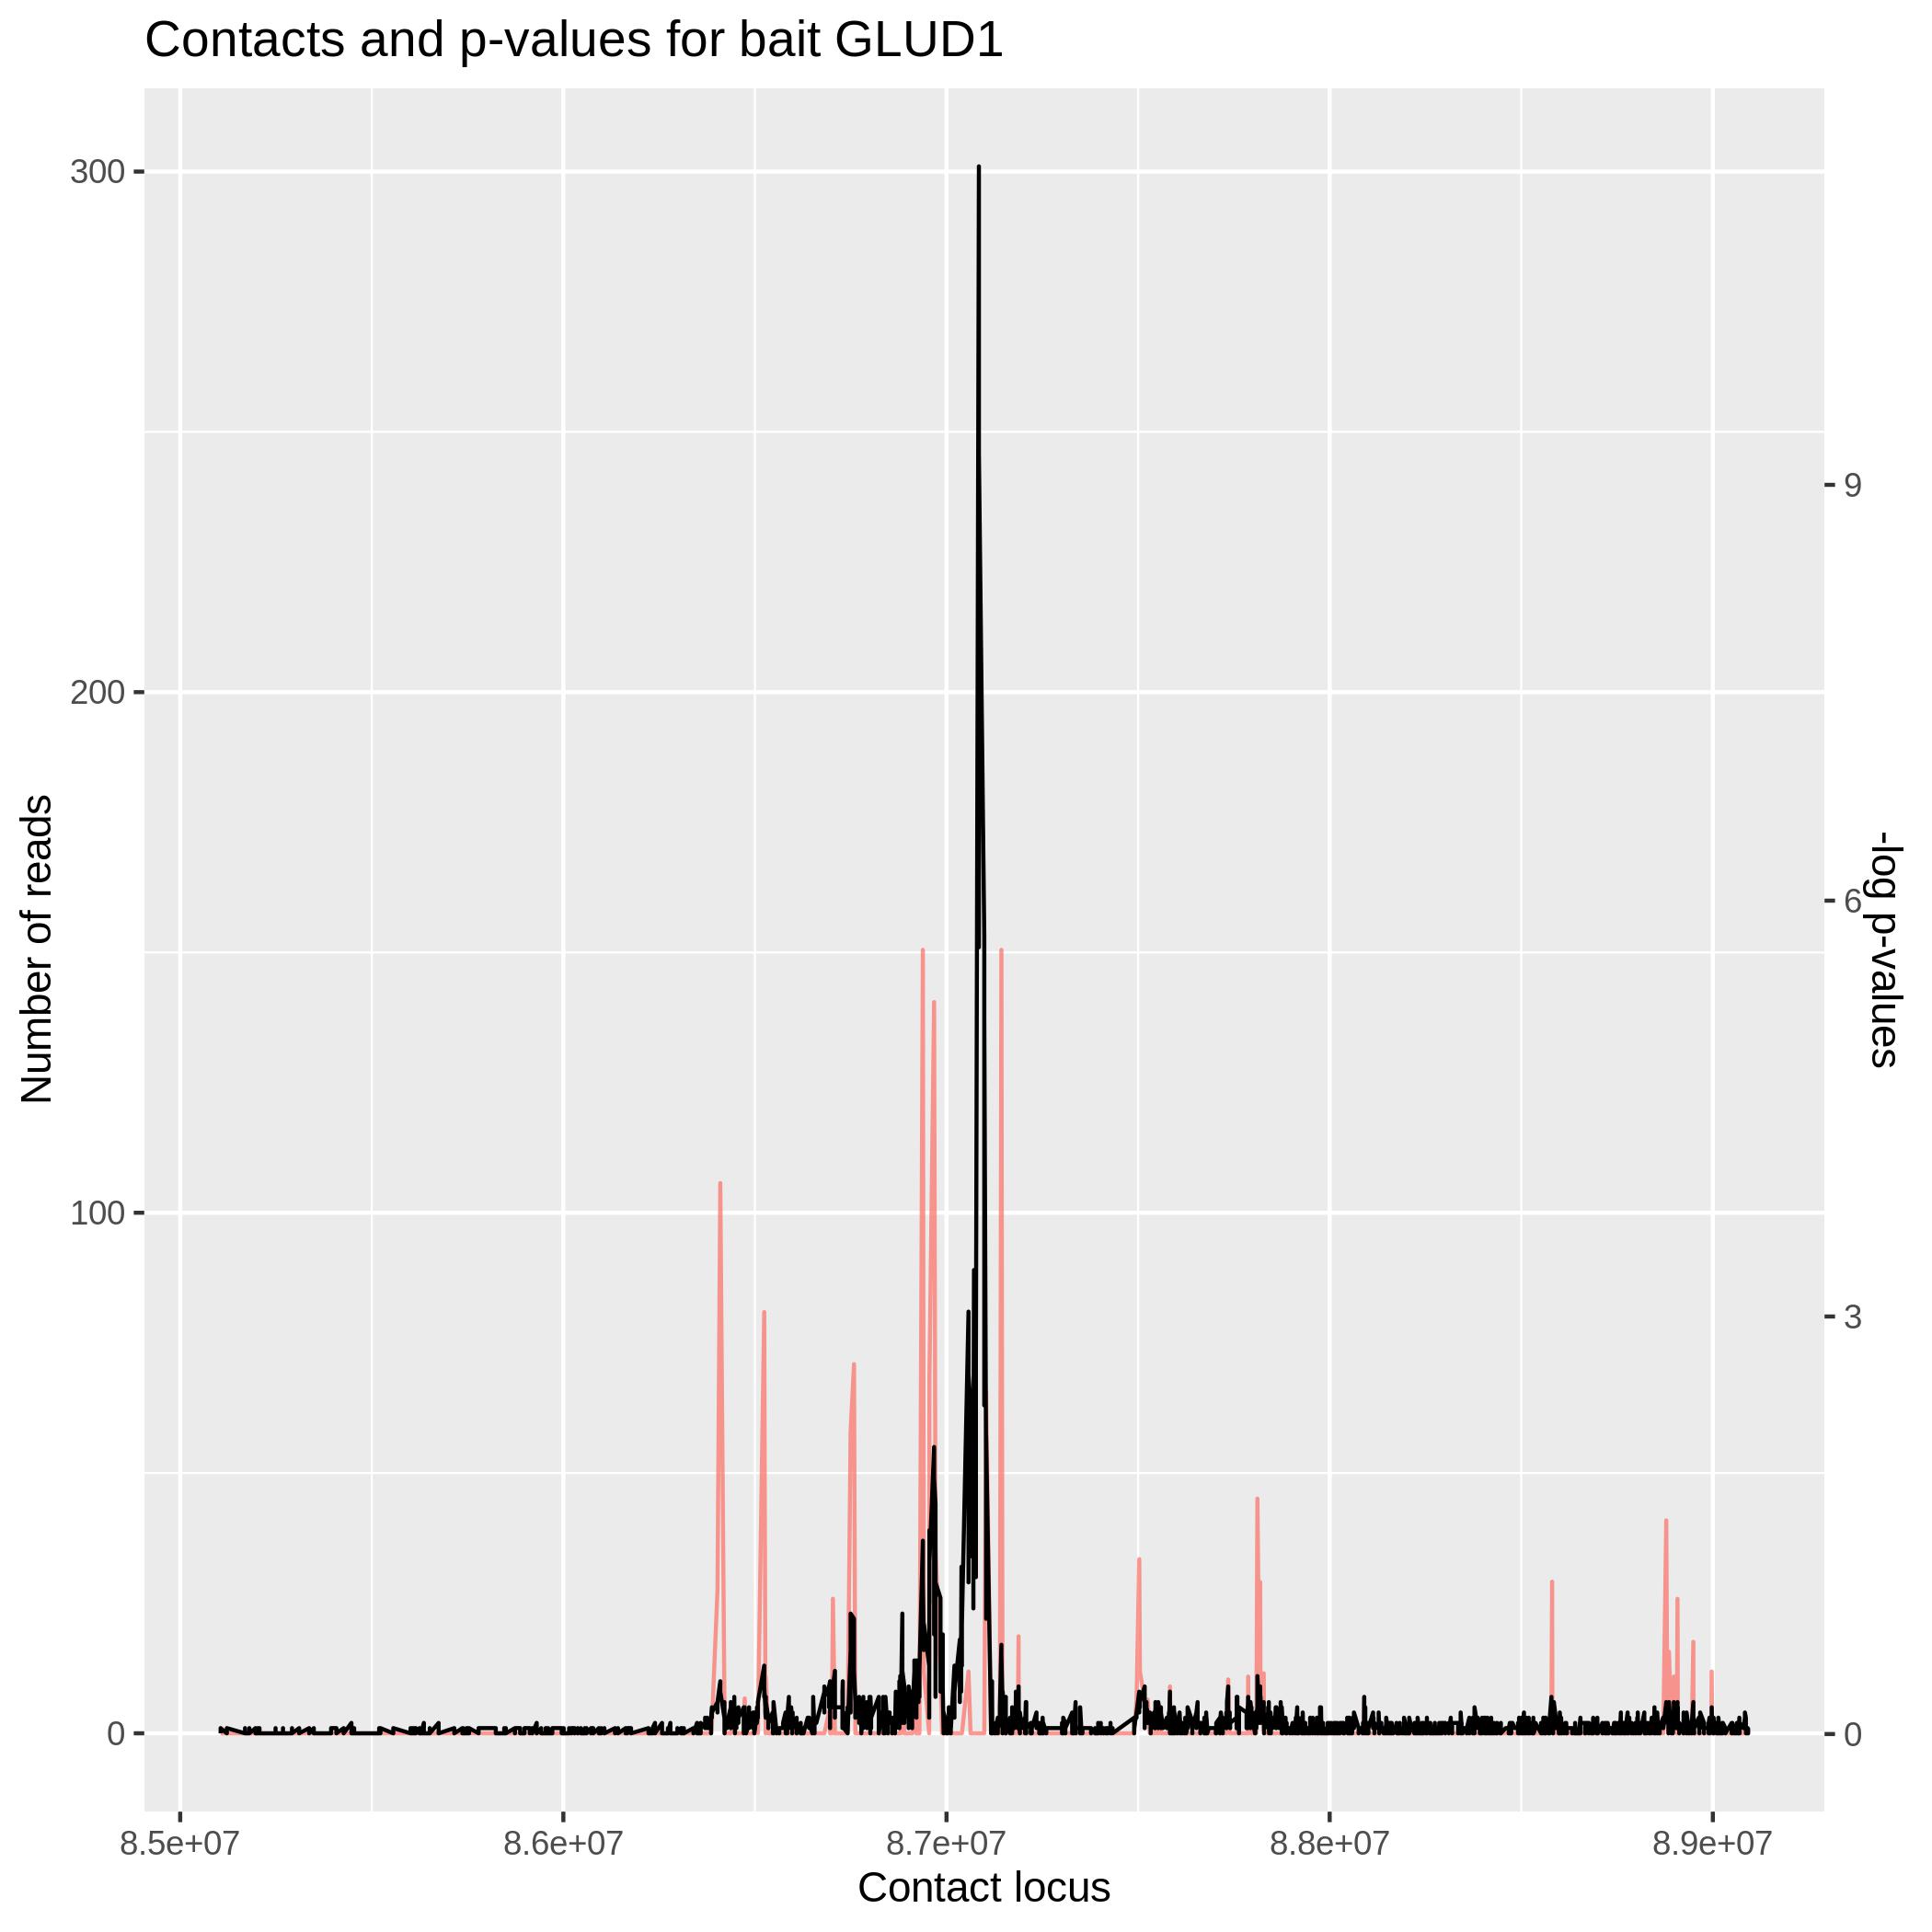 Contacts and p-values for bait GLUD1
300
200
100
0
Number of reads
9
6
3
0
-log p-values
8.5e+07
8.6e+07
8.7e+07
8.8e+07
8.9e+07
Contact locus